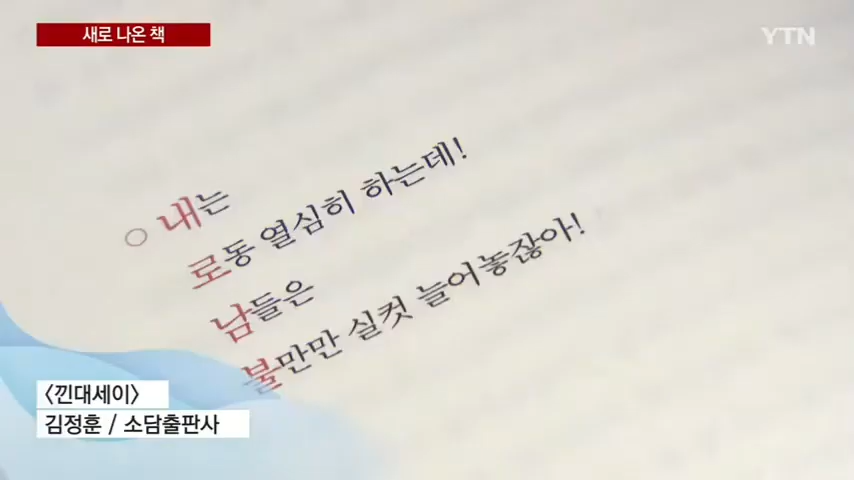 새로 나온 책
YTN
○ 내는
로동 열심히 하는데!
남들은
불만만 실컷 늘어놓잖아!
〈낀대세이〉
김정훈 / 소담출판사